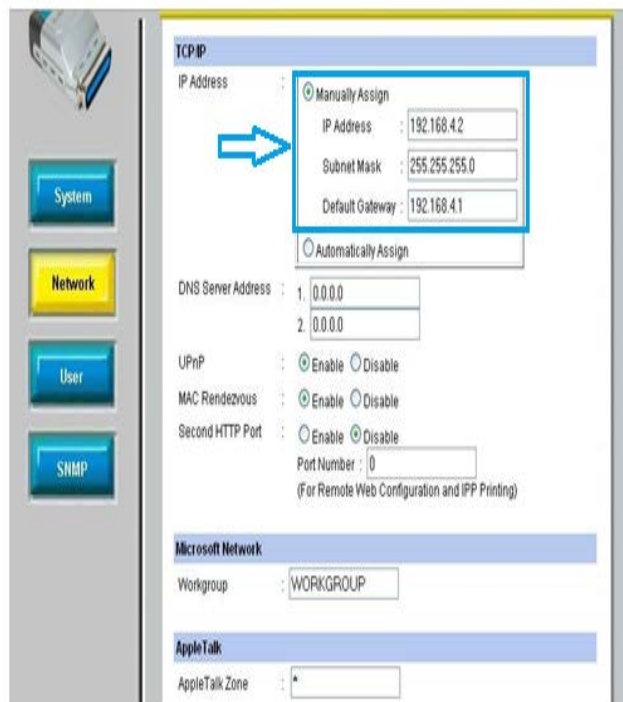 TCP/IP
IP Address :
Manually Assign
IP Address : 192.168.4.2
Subnet Mask : 255.255.255.0
Default Gateway : 192.168.4.1
Automatically Assign
DNS Server Address : 1. 0.0.0.0
2. 0.0.0.0
UPnP : Enable Disable
MAC Rendezvous : Enable Disable
Second HTTP Port : Enable Disable
Port Number : 0
(For Remote Web Configuration and IPP Printing)
Microsoft Network
Workgroup : WORKGROUP
AppleTalk
AppleTalk Zone : *
System
Network
User
SNMP